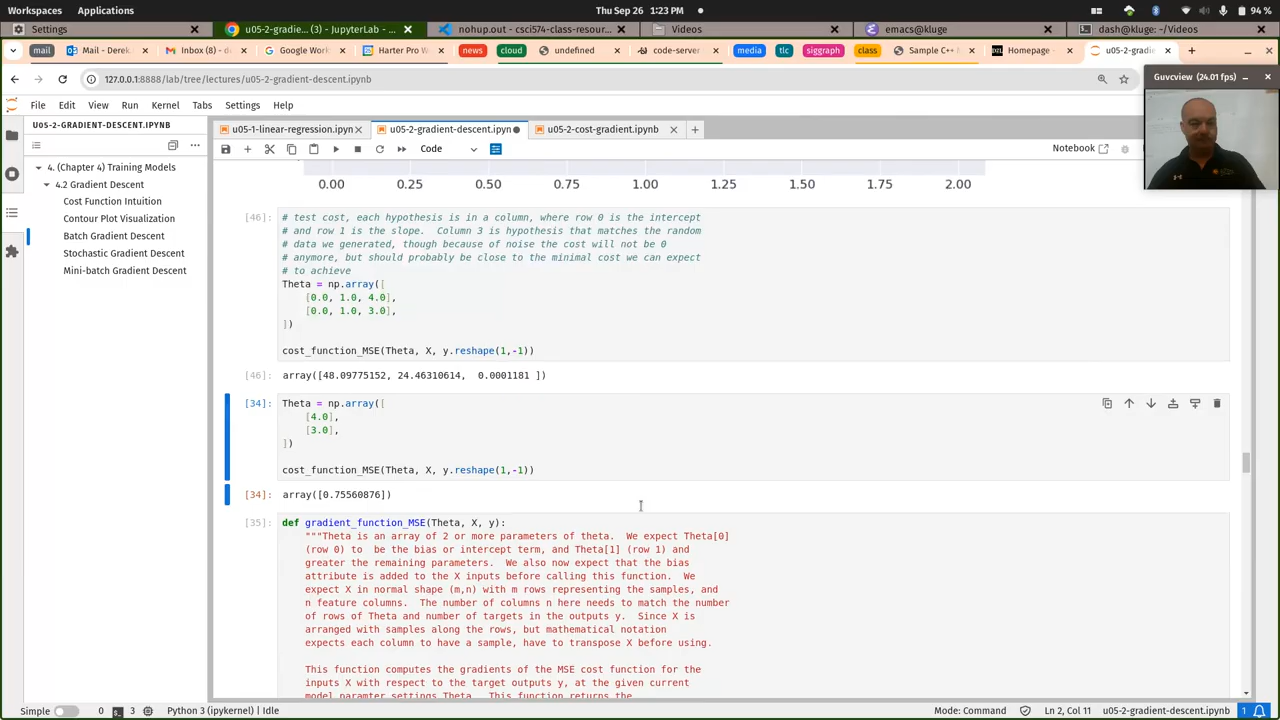 Workspaces Applications Thu Sep 26 1:23 PM 94 %
Settings u05-2-gradie... (3) - JupyterLab - ... nohup.out - csci574-class-resour... Videos emacs@kluge dash@kluge: ~/Videos
mail Mail - Derek Inbox (8) - d Google Work Harter Pro W news cloud undefined code-server media tlc siggraph class Sample C++ Homepage - u05-2-gradi
127.0.0.1:8888/lab/tree/lectures/u05-2-gradient-descent.ipynb
Guvcview (24.01 fps)
File Edit View Run Kernel Tabs Settings Help
U05-2-GRADIENT-DESCENT.IPYNB
u05-1-linear-regression.ipyn u05-2-gradient-descent.ipyn u05-2-cost-gradient.ipynb
Code Notebook
4. (Chapter 4) Training Models
4.2 Gradient Descent
Cost Function Intuition
Contour Plot Visualization
Batch Gradient Descent
Stochastic Gradient Descent
Mini-batch Gradient Descent
0.00 0.25 0.50 0.75 1.00 1.25 1.50 1.75 2.00
[46]: # test cost, each hypothesis is in a column, where row 0 is the intercept
# and row 1 is the slope. Column 3 is hypothesis that matches the random
# data we generated, though because of noise the cost will not be 0
# anymore, but should probably be close to the minimal cost we can expect
# to achieve
Theta = np.array([
[0.0, 1.0, 4.0],
[0.0, 1.0, 3.0],
])
cost_function_MSE(Theta, X, y.reshape(1,-1))
[46]: array([48.09775152, 24.46310614, 0.0001181 ])
[34]: Theta = np.array([
[4.0],
[3.0],
])
cost_function_MSE(Theta, X, y.reshape(1,-1))
[34]: array([0.75560876])
[35]: def gradient_function_MSE(Theta, X, y):
"""Theta is an array of 2 or more parameters of theta. We expect Theta[0]
(row 0) to be the bias or intercept term, and Theta[1] (row 1) and
greater the remaining parameters. We also now expect that the bias
attribute is added to the X inputs before calling this function. We
expect X in normal shape (m,n) with m rows representing the samples, and
n feature columns. The number of columns n here needs to match the number
of rows of Theta and number of targets in the outputs y. Since X is
arranged with samples along the rows, but mathematical notation
expects each column to have a sample, have to transpose X before using.
This function computes the gradients of the MSE cost function for the
inputs X with respect to the target outputs y, at the given current
model paramter settings Theta. This function returns the
Simple 0 3 Python 3 (ipykernel) | Idle Mode: Command Ln 2, Col 11 u05-2-gradient-descent.ipynb 1